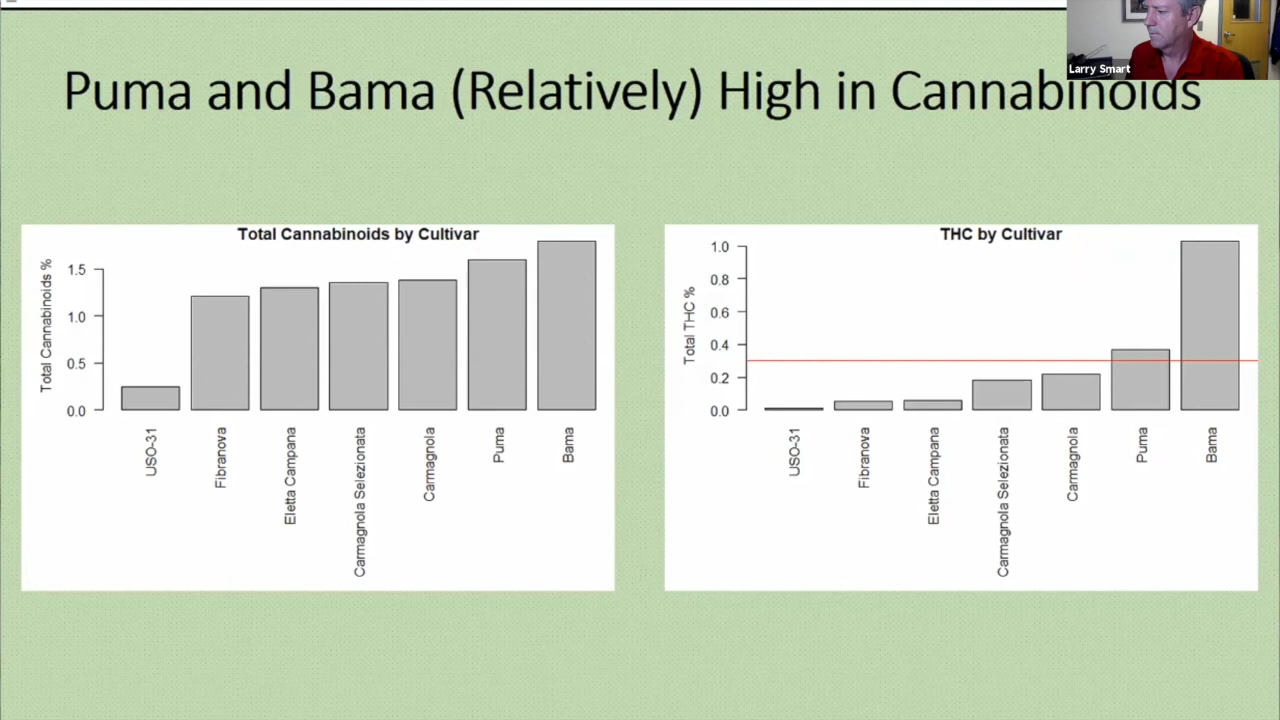 Larry Smart
Puma and Bama (Relatively) High in Cannabinoids
Total Cannabinoids by Cultivar
Total Cannabinoids %
1.5
1.0
0.5
0.0
USO-31
Fibranova
Eletta Campana
Carmagnola Selezionata
Carmagnola
Puma
Bama
THC by Cultivar
Total THC %
1.0
0.8
0.6
0.4
0.2
0.0
USO-31
Fibranova
Eletta Campana
Carmagnola Selezionata
Carmagnola
Puma
Bama